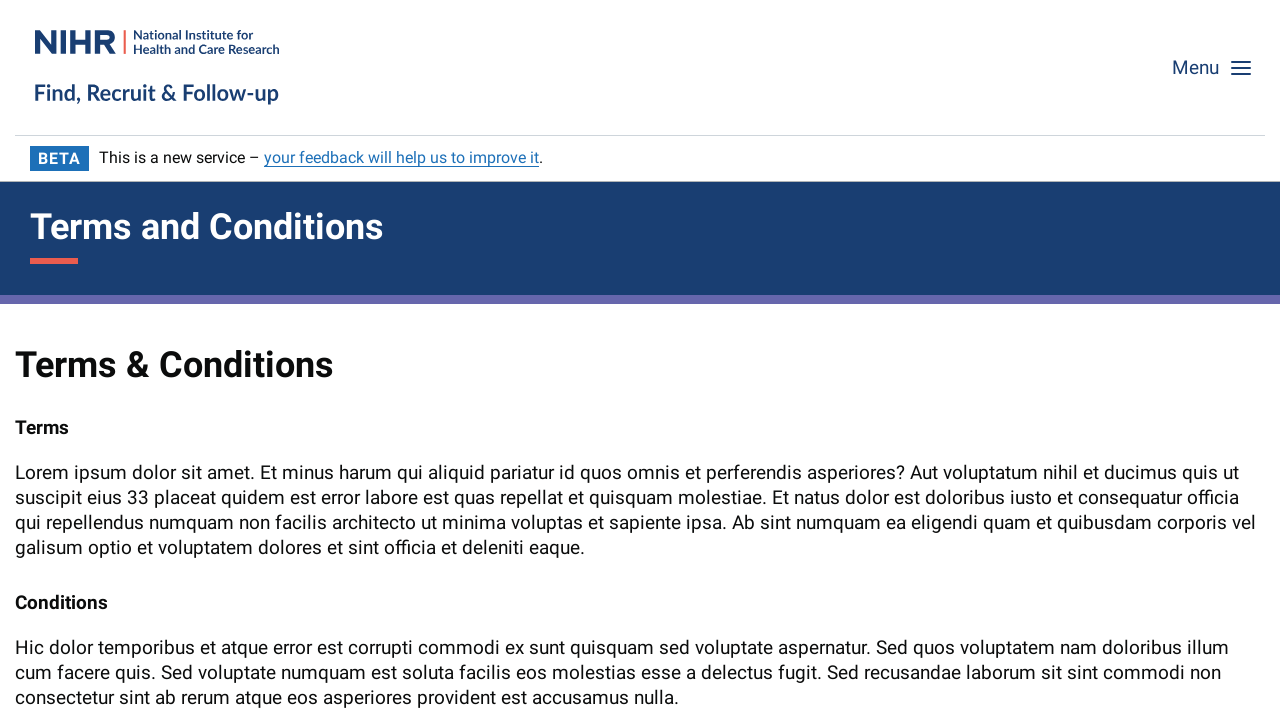 NIHR | National Institute for
Health and Care Research
Find, Recruit & Follow-up
Menu
BETA This is a new service – your feedback will help us to improve it.
Terms and Conditions
Terms & Conditions
Terms
Lorem ipsum dolor sit amet. Et minus harum qui aliquid pariatur id quos omnis et perferendis asperiores? Aut voluptatum nihil et ducimus quis ut
suscipit eius 33 placeat quidem est error labore est quas repellat et quisquam molestiae. Et natus dolor est doloribus iusto et consequatur officia
qui repellendus numquam non facilis architecto ut minima voluptas et sapiente ipsa. Ab sint numquam ea eligendi quam et quibusdam corporis vel
galisum optio et voluptatem dolores et sint officia et deleniti eaque.
Conditions
Hic dolor temporibus et atque error est corrupti commodi ex sunt quisquam sed voluptate aspernatur. Sed quos voluptatem nam doloribus illum
cum facere quis. Sed voluptate numquam est soluta facilis eos molestias esse a delectus fugit. Sed recusandae laborum sit sint commodi non
consectetur sint ab rerum atque eos asperiores provident est accusamus nulla.